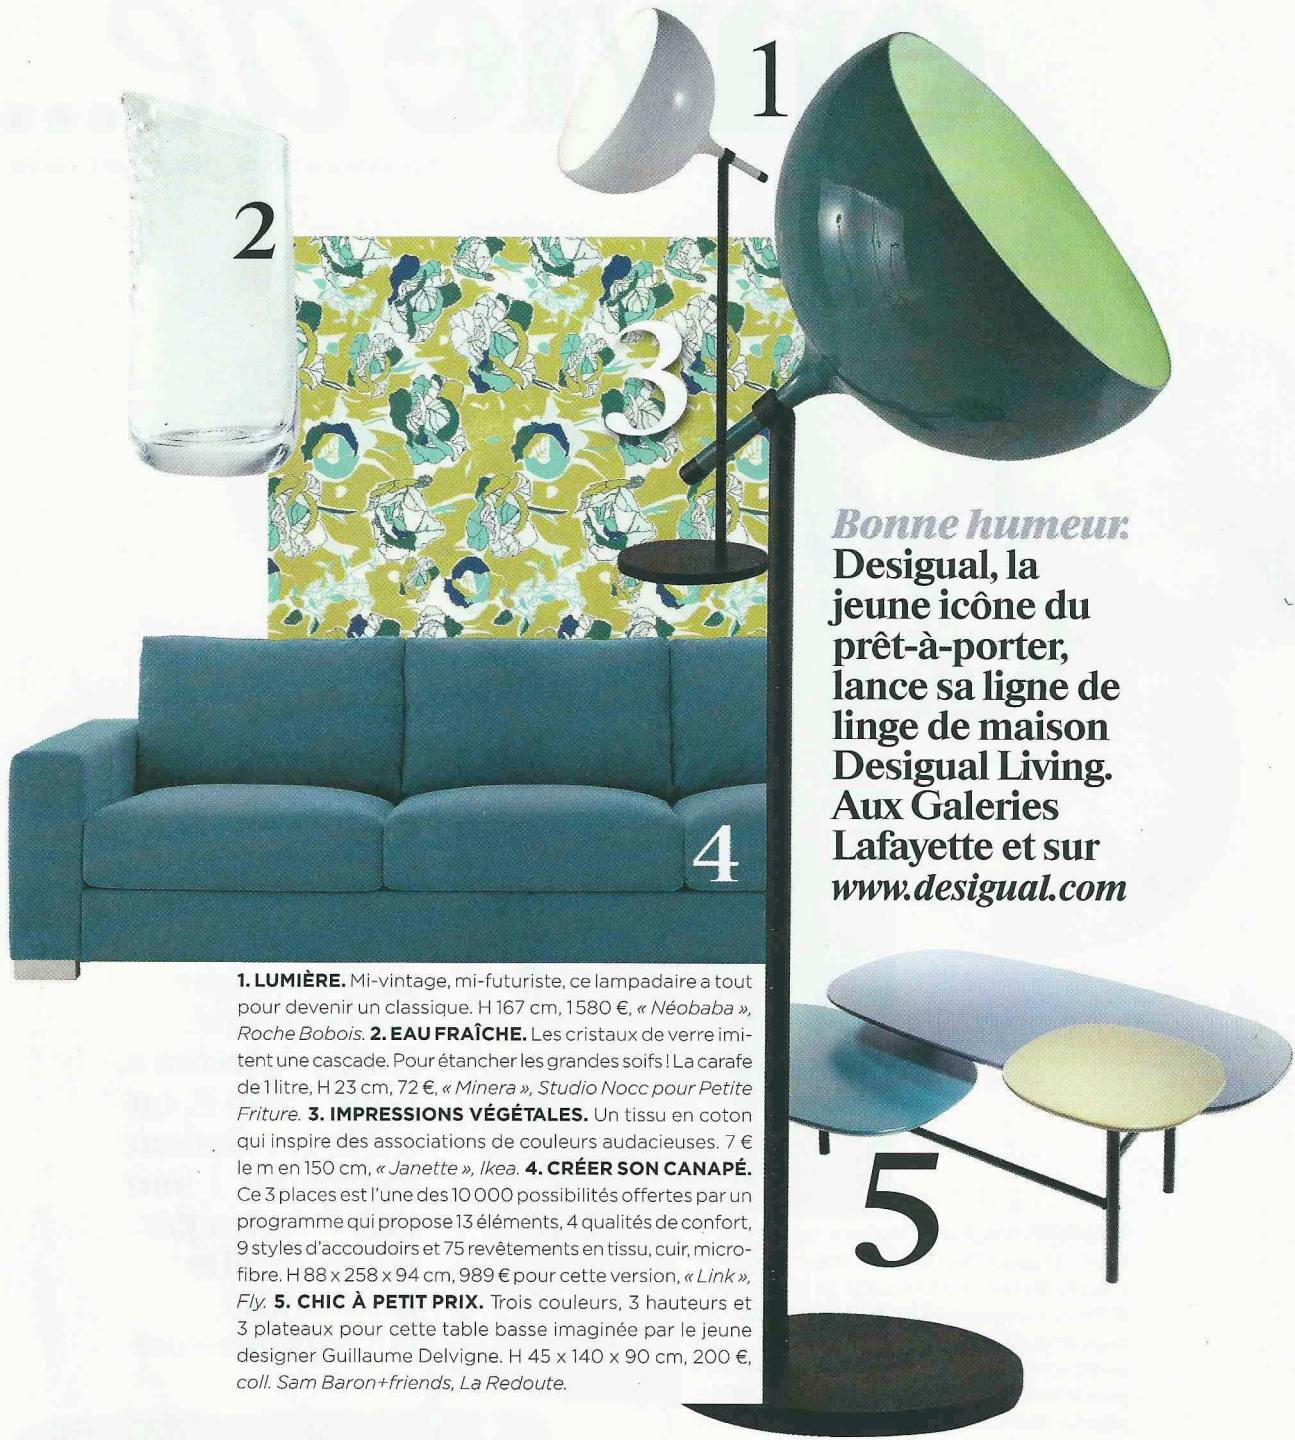 1
2
3
Bonne humeur.
Desigual, la
jeune icône du
prêt-à-porter,
lance sa ligne de
linge de maison
Desigual Living.
Aux Galeries
Lafayette et sur
www.desigual.com
4
1. LUMIÈRE. Mi-vintage, mi-futuriste, ce lampadaire a tout
pour devenir un classique. H 167 cm, 1 580 €, « Néobaba »,
Roche Bobois. 2. EAU FRAÎCHE. Les cristaux de verre imi-
tent une cascade. Pour étancher les grandes soifs ! La carafe
de 1 litre, H 23 cm, 72 €, « Minera », Studio Nocc pour Petite
Friture. 3. IMPRESSIONS VÉGÉTALES. Un tissu en coton
qui inspire des associations de couleurs audacieuses. 7 €
le m en 150 cm, « Janette », Ikea. 4. CRÉER SON CANAPÉ.
Ce 3 places est l'une des 10 000 possibilités offertes par un
programme qui propose 13 éléments, 4 qualités de confort,
9 styles d'accoudoirs et 75 revêtements en tissu, cuir, micro-
fibre. H 88 x 258 x 94 cm, 989 € pour cette version, « Link »,
Fly. 5. CHIC À PETIT PRIX. Trois couleurs, 3 hauteurs et
3 plateaux pour cette table basse imaginée par le jeune
designer Guillaume Delvigne. H 45 x 140 x 90 cm, 200 €,
coll. Sam Baron+friends, La Redoute.
5